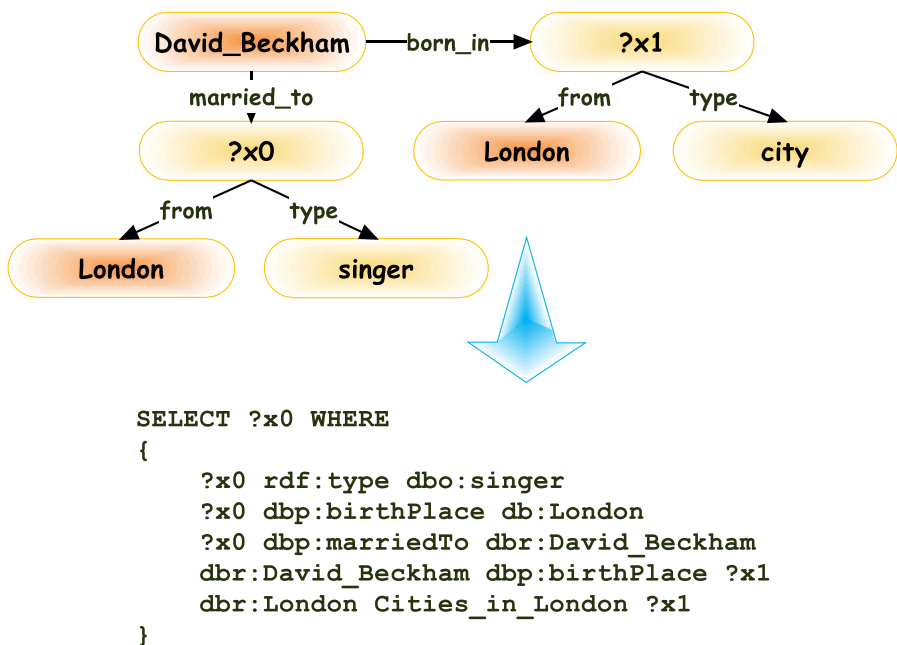 David_Beckham
born_in
?x1
married_to
from
type
?x0
London
city
from
type
London
singer
SELECT ?x0 WHERE
{
?x0 rdf:type dbo:singer
?x0 dbp:birthPlace db:London
?x0 dbp:marriedTo dbr:David_Beckham
dbr:David_Beckham dbp:birthPlace ?x1
dbr:London Cities_in_London ?x1
}